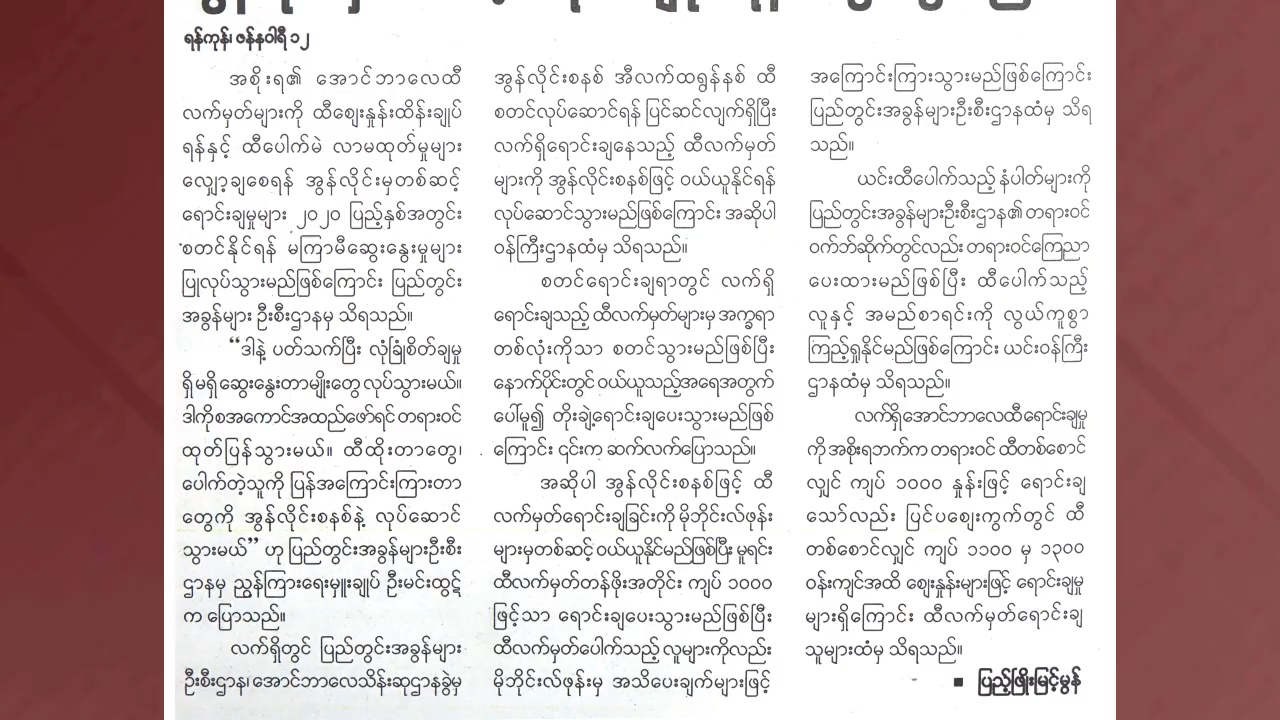 ရန်ကုန်၊ ဇန်နဝါရီ ၁၂
အစိုးရ၏ အောင်ဘာလေထီ
လက်မှတ်များကို ထီဈေးနှုန်းထိန်းချုပ်
ရန်နှင့် ထီပေါက်မဲ လာမထုတ်မှုများ
လျှော့ချစေရန် အွန်လိုင်းမှတစ်ဆင့်
ရောင်းချမှုများ ၂၀၂၀ ပြည့်နှစ်အတွင်း
စတင်နိုင်ရန် မကြာမီဆွေးနွေးမှုများ
ပြုလုပ်သွားမည်ဖြစ်ကြောင်း ပြည်တွင်း
အခွန်များ ဦးစီးဌာနမှ သိရသည်။
“ဒါနဲ့ ပတ်သက်ပြီး လုံခြုံစိတ်ချမှု
ရှိမရှိဆွေးနွေးတာမျိုးတွေ လုပ်သွားမယ်။
ဒါကိုစအကောင်အထည်ဖော်ရင် တရားဝင်
ထုတ်ပြန်သွားမယ်။ ထီထိုးတာတွေ၊
ပေါက်တဲ့သူကို ပြန်အကြောင်းကြားတာ
တွေကို အွန်လိုင်းစနစ်နဲ့ လုပ်ဆောင်
သွားမယ်” ဟု ပြည်တွင်းအခွန်များဦးစီး
ဌာနမှ ညွှန်ကြားရေးမှူးချုပ် ဦးမင်းထွဋ်
က ပြောသည်။
လက်ရှိတွင် ပြည်တွင်းအခွန်များ
ဦးစီးဌာန၊ အောင်ဘာလေသိန်းဆုဌာနခွဲမှ
အွန်လိုင်းစနစ် အီလက်ထရွန်နစ် ထီ
စတင်လုပ်ဆောင်ရန် ပြင်ဆင်လျက်ရှိပြီး
လက်ရှိရောင်းချနေသည့် ထီလက်မှတ်
များကို အွန်လိုင်းစနစ်ဖြင့် ဝယ်ယူနိုင်ရန်
လုပ်ဆောင်သွားမည်ဖြစ်ကြောင်း အဆိုပါ
ဝန်ကြီးဌာနထံမှ သိရသည်။
စတင်ရောင်းချရာတွင် လက်ရှိ
ရောင်းချသည့် ထီလက်မှတ်များမှ အက္ခရာ
တစ်လုံးကိုသာ စတင်သွားမည်ဖြစ်ပြီး
နောက်ပိုင်းတွင် ဝယ်ယူသည့်အရေအတွက်
ပေါ်မူ၍ တိုးချဲ့ရောင်းချပေးသွားမည်ဖြစ်
ကြောင်း ၎င်းက ဆက်လက်ပြောသည်။
အဆိုပါ အွန်လိုင်းစနစ်ဖြင့် ထီ
လက်မှတ်ရောင်းချခြင်းကို မိုဘိုင်းလ်ဖုန်း
များမှတစ်ဆင့် ဝယ်ယူနိုင်မည်ဖြစ်ပြီး မူရင်း
ထီလက်မှတ်တန်ဖိုးအတိုင်း ကျပ် ၁၀၀၀
ဖြင့်သာ ရောင်းချပေးသွားမည်ဖြစ်ပြီး
ထီလက်မှတ်ပေါက်သည့် လူများကိုလည်း
မိုဘိုင်းလ်ဖုန်းမှ အသိပေးချက်များဖြင့်
အကြောင်းကြားသွားမည်ဖြစ်ကြောင်း
ပြည်တွင်းအခွန်များဦးစီးဌာနထံမှ သိရ
သည်။
ယင်းထီပေါက်သည့် နံပါတ်များကို
ပြည်တွင်းအခွန်များဦးစီးဌာန၏ တရားဝင်
ဝက်ဘ်ဆိုက်တွင်လည်း တရားဝင်ကြေညာ
ပေးထားမည်ဖြစ်ပြီး ထီပေါက်သည့်
လူနှင့် အမည်စာရင်းကို လွယ်ကူစွာ
ကြည့်ရှုနိုင်မည်ဖြစ်ကြောင်း ယင်းဝန်ကြီး
ဌာနထံမှ သိရသည်။
လက်ရှိအောင်ဘာလေထီရောင်းချမှု
ကို အစိုးရဘက်က တရားဝင် ထီတစ်စောင်
လျှင် ကျပ် ၁၀၀၀ နှုန်းဖြင့် ရောင်းချ
သော်လည်း ပြင်ပဈေးကွက်တွင် ထီ
တစ်စောင်လျှင် ကျပ် ၁၁၀၀ မှ ၁၃၀၀
ဝန်းကျင်အထိ ဈေးနှုန်းများဖြင့် ရောင်းချမှု
များရှိကြောင်း ထီလက်မှတ်ရောင်းချ
သူများထံမှ သိရသည်။
■ ပြည့်ဖြိုးမြင့်မွန်